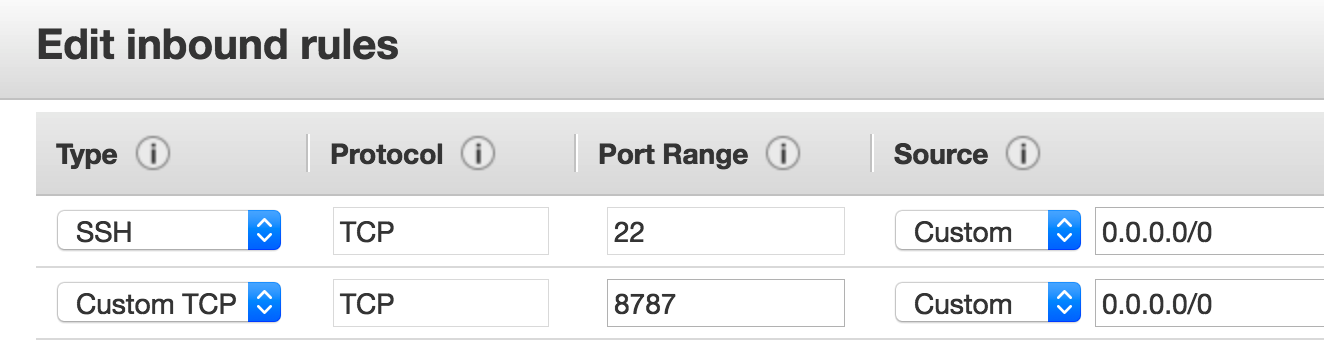 Edit inbound rules
Type Protocol Port Range Source
SSH TCP 22 Custom 0.0.0.0/0
Custom TCP TCP 8787 Custom 0.0.0.0/0